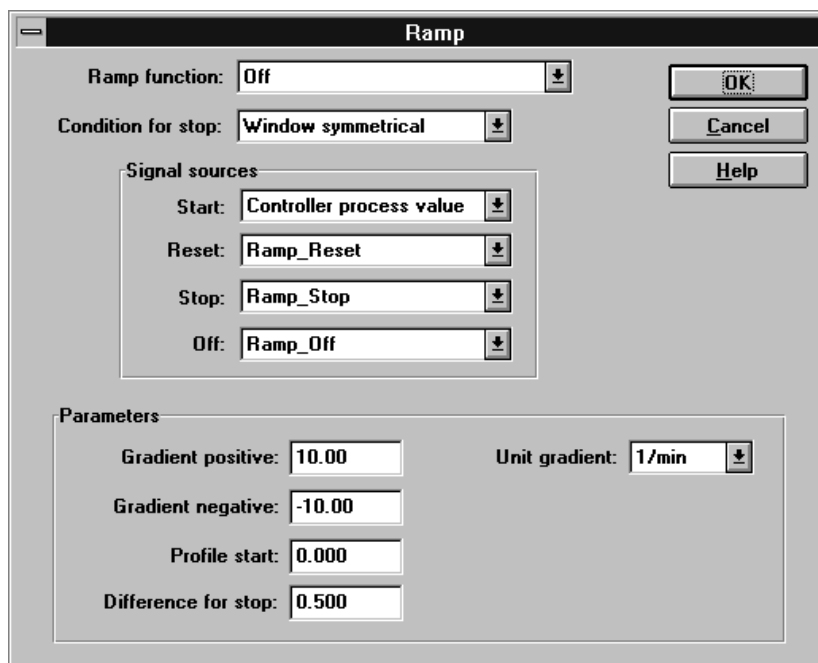 Ramp
Ramp function: Off
OK
Condition for stop: Window symmetrical
Cancel
Help
Signal sources
Start: Controller process value
Reset: Ramp_Reset
Stop: Ramp_Stop
Off: Ramp_Off
Parameters
Gradient positive: 10.00
Unit gradient: 1/min
Gradient negative: -10.00
Profile start: 0.000
Difference for stop: 0.500